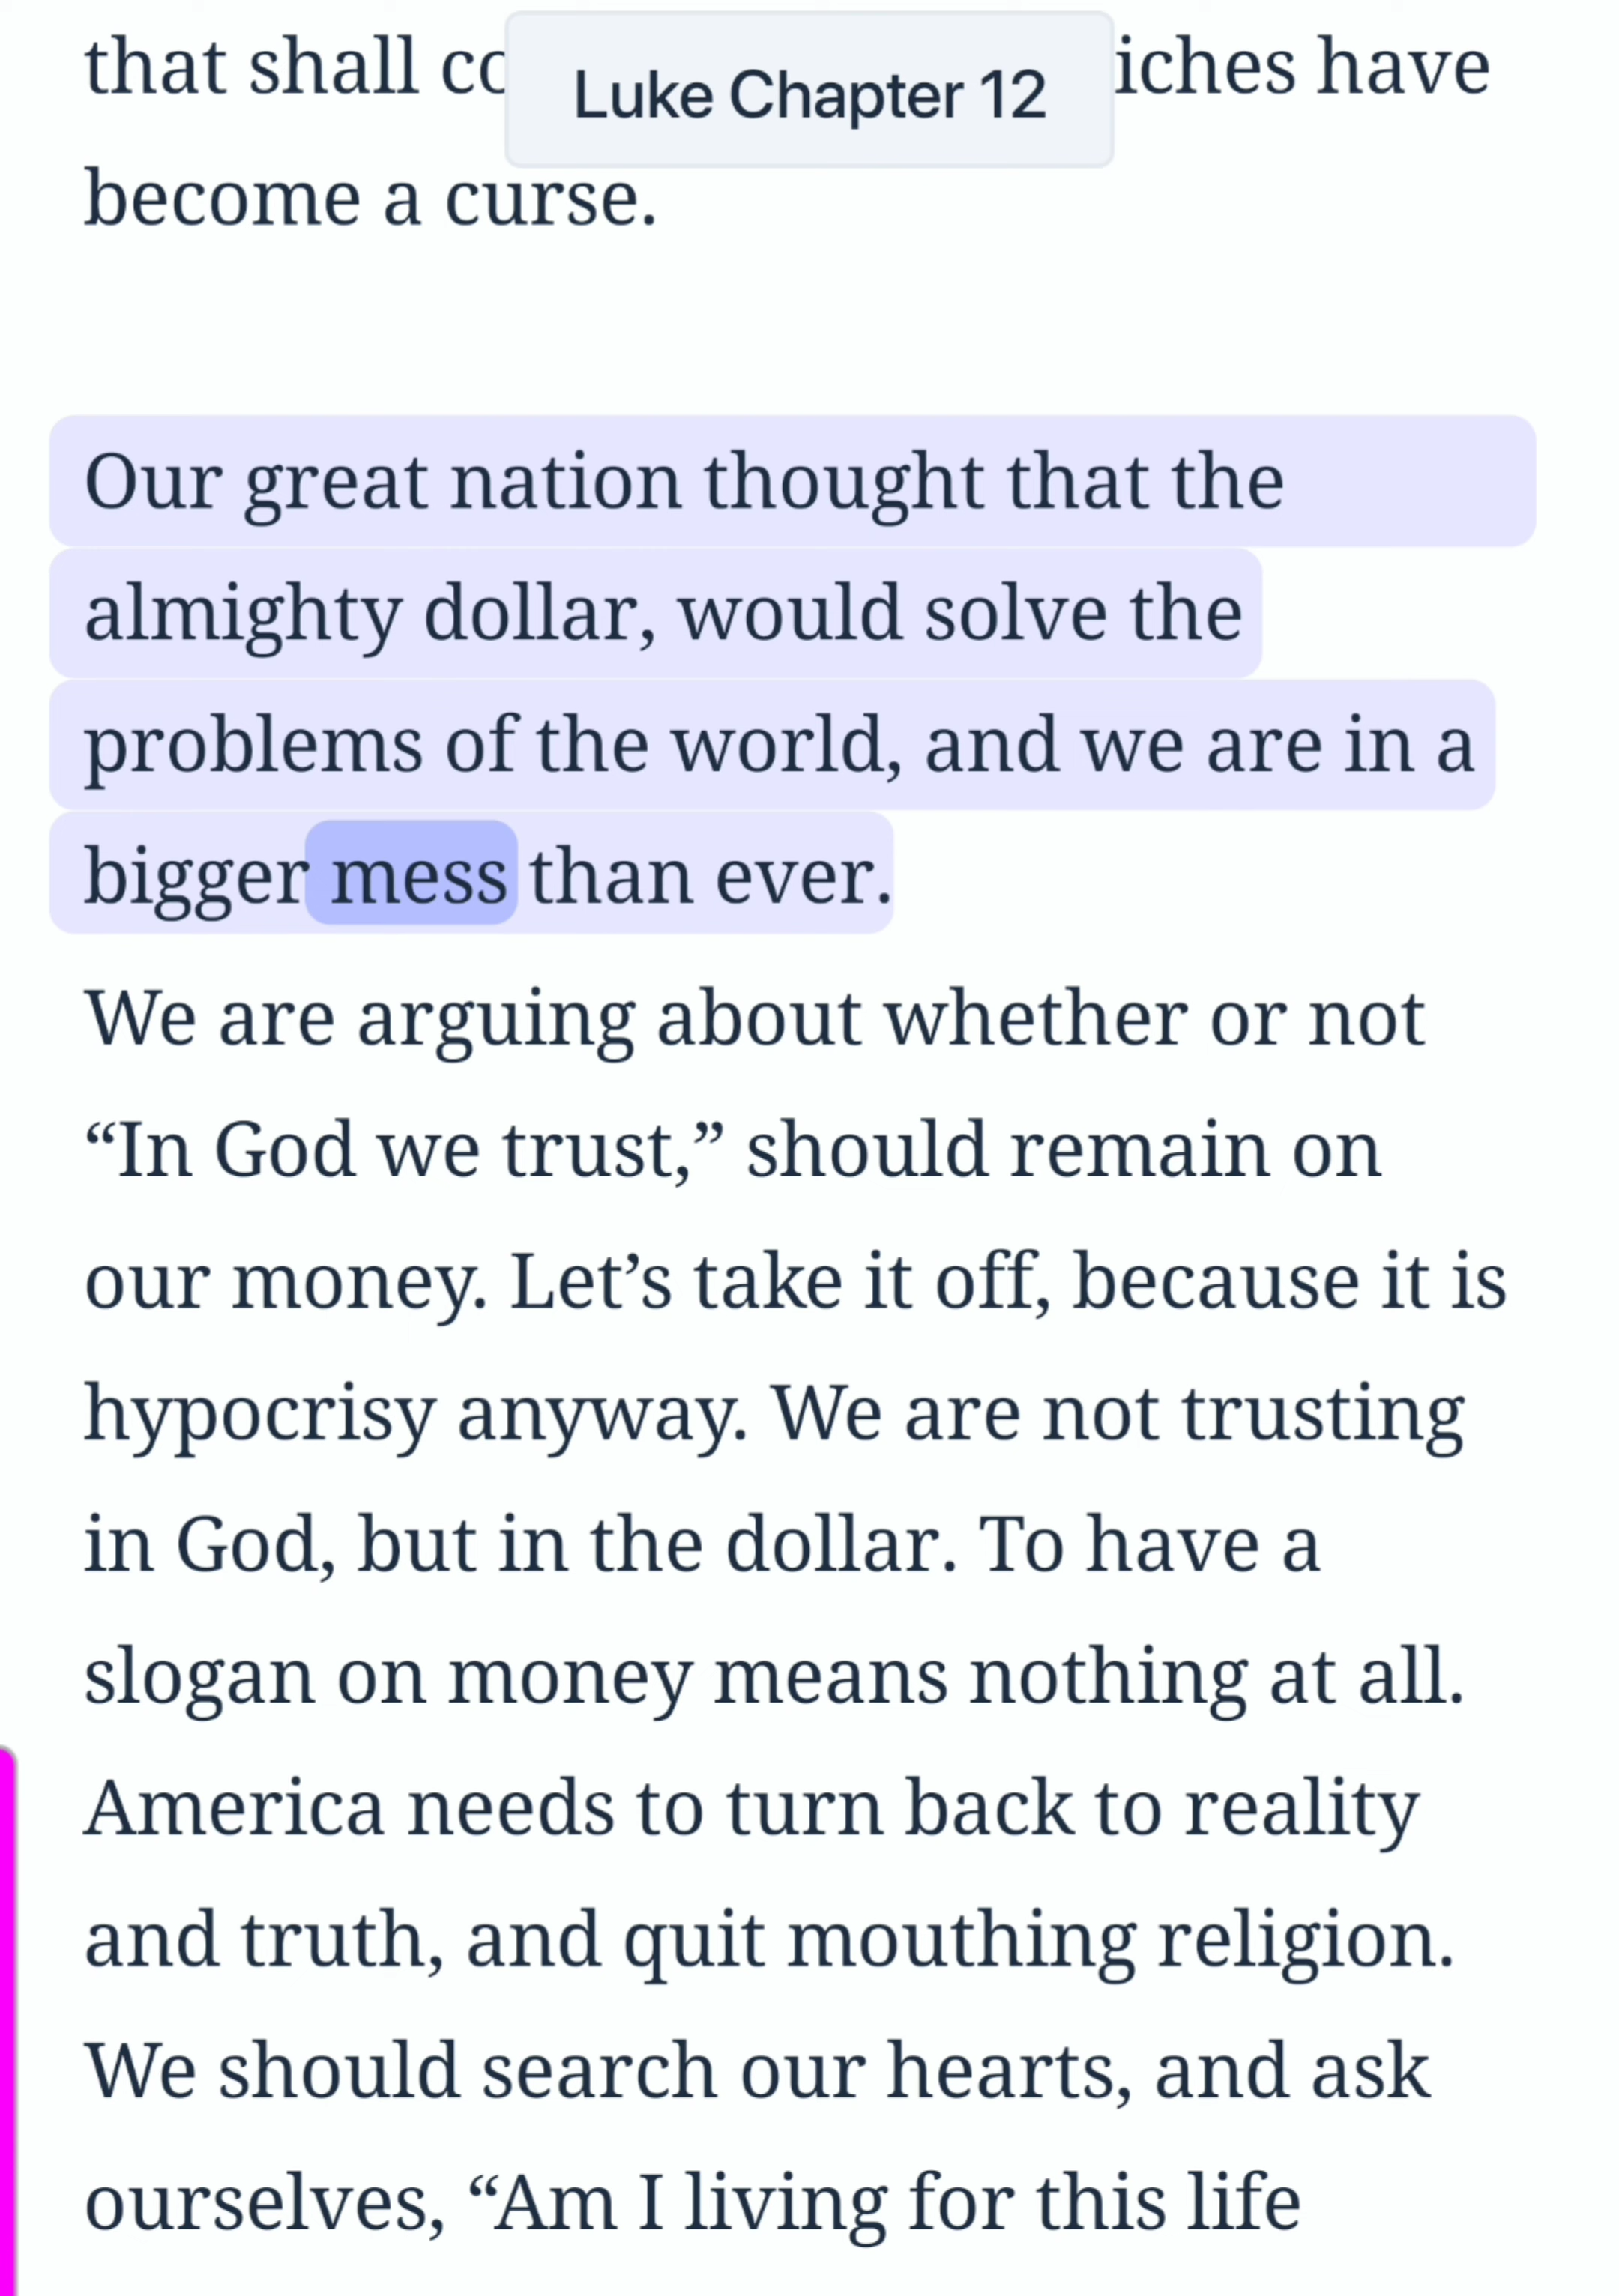 that shall
Luke Chapter 12
have
become a curse.
Our great nation thought that the
almighty dollar, would solve the
problems of the world, and we are in a
bigger mess than ever.
We are arguing about whether or not
“In God we trust,” should remain on
our money. Let’s take it off, because it is
hypocrisy anyway. We are not trusting
in God, but in the dollar. To have a
slogan on money means nothing at all.
America needs to turn back to reality
and truth, and quit mouthing religion.
We should search our hearts, and ask
ourselves, “Am I living for this life